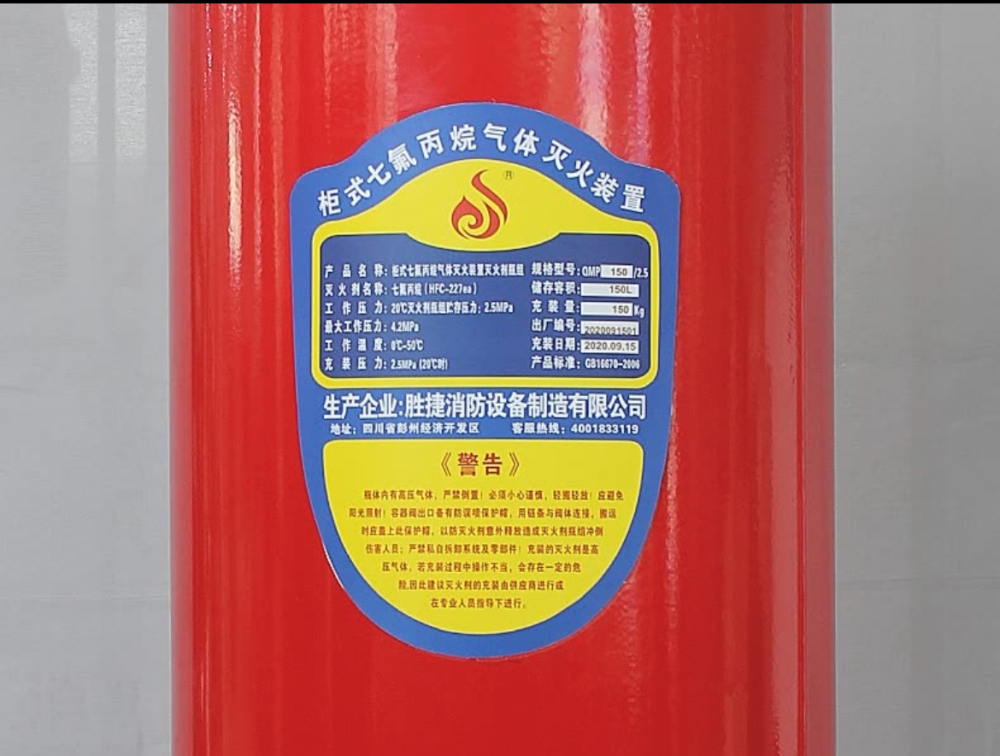 柜式七氟丙烷气体灭火装置
®
产品名称：柜式七氟丙烷气体灭火装置灭火剂瓶组 规格型号：QMP 150/2.5
灭火剂名称：七氟丙烷（HFC-227ea） 储存容积：150L
工作压力：20℃灭火剂瓶组贮存压力：2.5MPa 充装量：150Kg
最大工作压力：4.2MPa 出厂编号：2020091501
工作温度：0℃-50℃ 充装日期：2020.09.15
充装压力：2.5MPa（20℃时） 产品标准：GB16670-2006
生产企业：胜捷消防设备制造有限公司
地址：四川省彭州经济开发区 客服热线：4001833119
《警告》
瓶体内有高压气体，严禁倒置！必须小心谨慎，轻搬轻放！应避免
阳光照射！容器阀出口备有防误喷保护帽，用链条与阀体连接，搬运
时应盖上此保护帽，以防灭火剂意外释放造成灭火剂瓶组冲倒
伤害人员；严禁私自拆卸系统及零部件！充装的灭火剂是高
压气体，若充装过程中操作不当，会存在一定的危
险，因此建议灭火剂的充装由供应商进行或
在专业人员指导下进行。